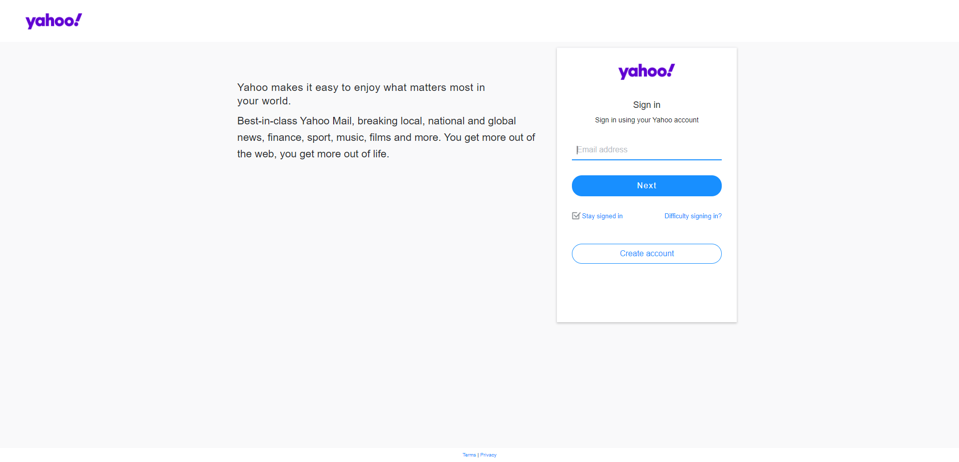 yahoo!
Yahoo makes it easy to enjoy what matters most in
your world.
Best-in-class Yahoo Mail, breaking local, national and global
news, finance, sport, music, films and more. You get more out of
the web, you get more out of life.
yahoo!
Sign in
Sign in using your Yahoo account
Email address
Next
Stay signed in
Difficulty signing in?
Create account
Terms | Privacy